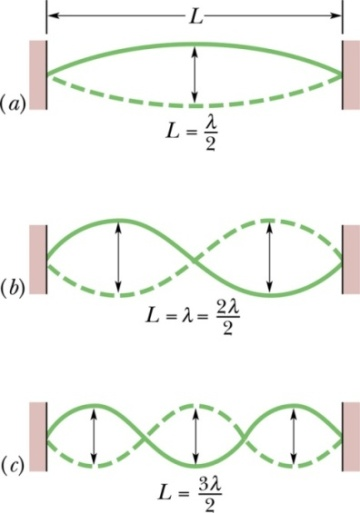 L
(a)
L = λ/2
(b)
L = λ = 2λ/2
(c)
L = 3λ/2